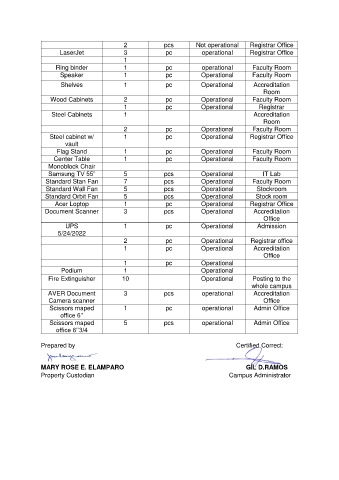 2 pcs Not operational Registrar Office
LaserJet 3 pc operational Registrar Office
1
Ring binder 1 pc operational Faculty Room
Speaker 1 pc Operational Faculty Room
Shelves 1 pc Operational Accreditation
Room
Wood Cabinets 2 pc Operational Faculty Room
1 pc Operational Registrar
Steel Cabinets 1 Operational Accreditation
Room
2 pc Operational Faculty Room
Steel cabinet w/ 1 pc Operational Registrar Office
vault
Flag Stand 1 pc Operational Faculty Room
Center Table 1 pc Operational Faculty Room
Monoblock Chair Operational
Samsung TV 55" 5 pcs Operational IT Lab
Standard Stan Fan 7 pcs Operational Faculty Room
Standard Wall Fan 5 pcs Operational Stockroom
Standard Orbit Fan 5 pcs Operational Stock room
Acer Loptop 1 pc Operational Registrar Office
Document Scanner 3 pcs Operational Accreditation
Office
UPS 1 pc Operational Admission
5/24/2022
2 pc Operational Registrar office
1 pc Operational Accreditation
Office
1 pc Operational
Podium 1 Operational
Fire Extinguisher 10 Operational Posting to the
whole campus
AVER Document 3 pcs operational Accreditation
Camera scanner Office
Scissors maped 1 pc operational Admin Office
office 6"
Scissors maped 5 pcs operational Admin Office
office 6"3/4
Prepared by Certified Correct:
MARY ROSE E. ELAMPARO GIL D.RAMOS
Property Custodian Campus Administrator